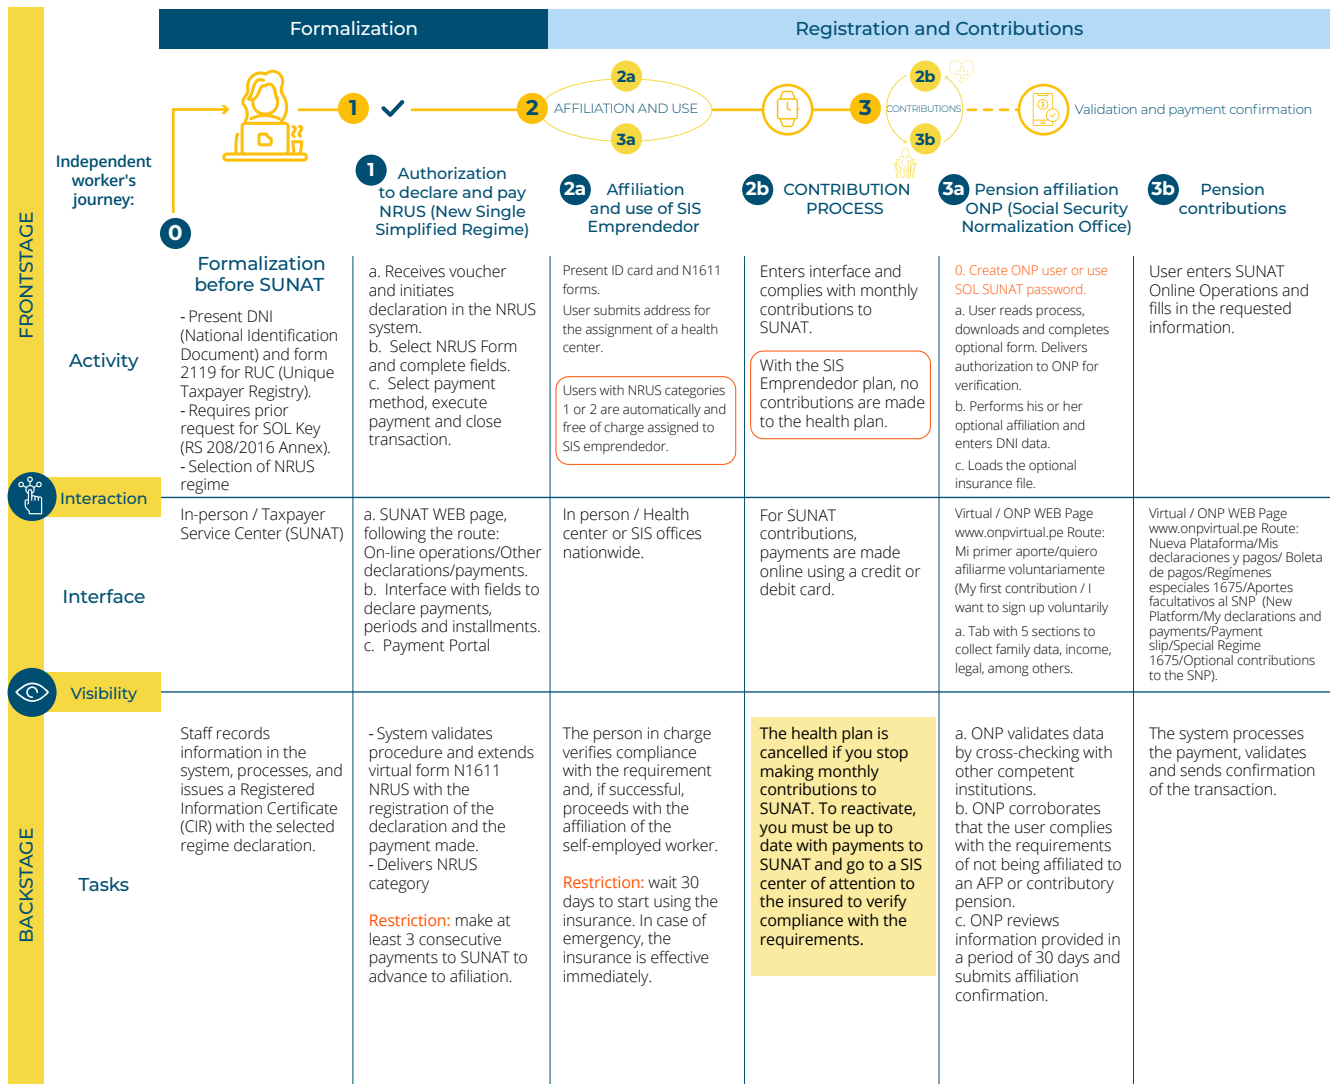 Formalization
Registration and Contributions
2a
2b
1
2
AFFILIATION AND USE
3
CONTRIBUTIONS
Validation and payment confirmation
3a
3b
FRONTSTAGE
Independent
worker's
journey:
0
Formalization
before SUNAT
1
Authorization
to declare and pay
NRUS (New Single
Simplified Regime)
2a
Affiliation
and use of SIS
Emprendedor
2b
CONTRIBUTION
PROCESS
3a
Pension affiliation
ONP (Social Security
Normalization Office)
3b
Pension
contributions
Activity
- Present DNI
(National Identification
Document) and form
2119 for RUC (Unique
Taxpayer Registry).
- Requires prior
request for SOL Key
(RS 208/2016 Annex).
- Selection of NRUS
regime
a. Receives voucher
and initiates
declaration in the NRUS
system.
b. Select NRUS Form
and complete fields.
c. Select payment
method, execute
payment and close
transaction.
Present ID card and N1611
forms.
User submits address for
the assignment of a health
center.
Users with NRUS categories
1 or 2 are automatically and
free of charge assigned to
SIS emprendedor.
Enters interface and
complies with monthly
contributions to
SUNAT.
With the SIS
Emprendedor plan, no
contributions are made
to the health plan.
0. Create ONP user or use
SOL SUNAT password.
a. User reads process,
downloads and completes
optional form. Delivers
authorization to ONP for
verification.
b. Performs his or her
optional affiliation and
enters DNI data.
c. Loads the optional
insurance file.
User enters SUNAT
Online Operations and
fills in the requested
information.
Interaction
Interface
In-person / Taxpayer
Service Center (SUNAT)
a. SUNAT WEB page,
following the route:
On-line operations/Other
declarations/payments.
b. Interface with fields to
declare payments,
periods and installments.
c. Payment Portal
In person / Health
center or SIS offices
nationwide.
For SUNAT
contributions,
payments are made
online using a credit or
debit card.
Virtual / ONP WEB Page
www.onpvirtual.pe Route:
Mi primer aporte/quiero
afiliarme voluntariamente
(My first contribution / I
want to sign up voluntarily
a. Tab with 5 sections to
collect family data, income,
legal, among others.
Virtual / ONP WEB Page
www.onpvirtual.pe Route:
Nueva Plataforma/Mis
declaraciones y pagos/ Boleta
de pagos/Regímenes
especiales 1675/Aportes
facultativos al SNP (New
Platform/My declarations and
payments/Payment
slip/Special Regime
1675/Optional contributions
to the SNP).
Visibility
BACKSTAGE
Tasks
Staff records
information in the
system, processes, and
issues a Registered
Information Certificate
(CIR) with the selected
regime declaration.
- System validates
procedure and extends
virtual form N1611
NRUS with the
registration of the
declaration and the
payment made.
- Delivers NRUS
category
Restriction: make at
least 3 consecutive
payments to SUNAT to
advance to afiliation.
The person in charge
verifies compliance
with the requirement
and, if successful,
proceeds with the
affiliation of the
self-employed worker.
Restriction: wait 30
days to start using the
insurance. In case of
emergency, the
insurance is effective
immediately.
The health plan is
cancelled if you stop
making monthly
contributions to
SUNAT. To reactivate,
you must be up to
date with payments to
SUNAT and go to a SIS
center of attention to
the insured to verify
compliance with the
requirements.
a. ONP validates data
by cross-checking with
other competent
institutions.
b. ONP corroborates
that the user complies
with the requirements
of not being affiliated to
an AFP or contributory
pension.
c. ONP reviews
information provided in
a period of 30 days and
submits affiliation
confirmation.
The system processes
the payment, validates
and sends confirmation
of the transaction.